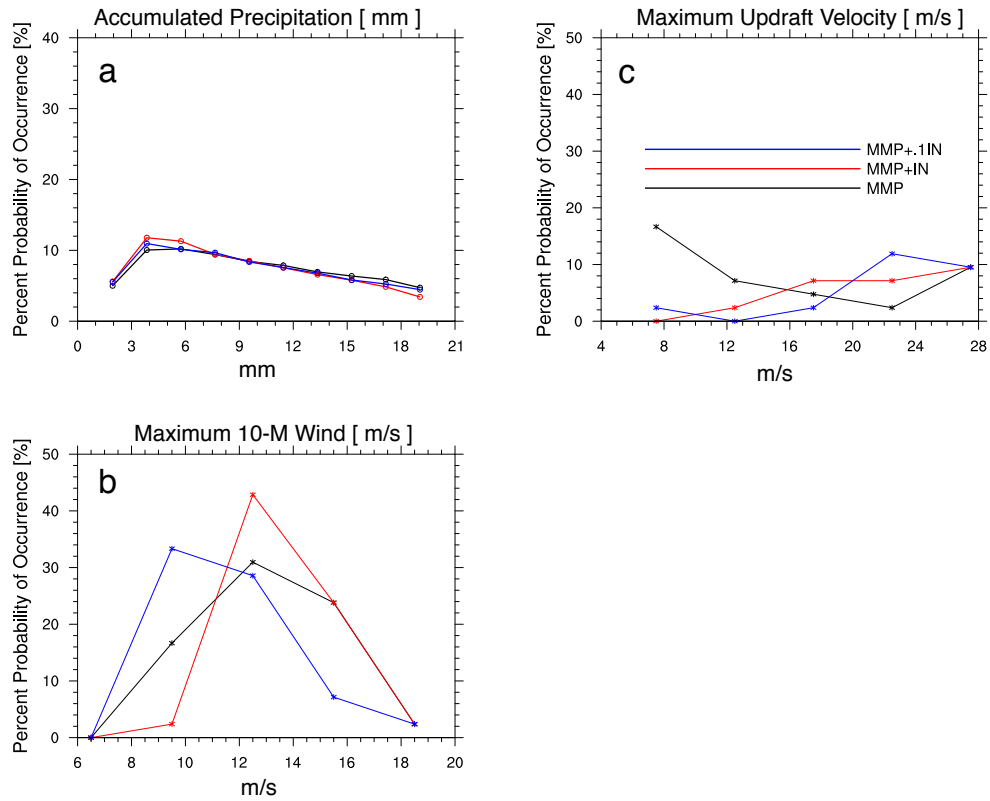 Accumulated Precipitation [ mm ]
Percent Probability of Occurrence [%]
a
40
30
20
10
0
0 3 6 9 12 15 18 21
mm
Maximum Updraft Velocity [ m/s ]
Percent Probability of Occurrence [%]
c
50
40
30
20
10
0
MMP+.1IN
MMP+IN
MMP
4 8 12 16 20 24 28
m/s
Maximum 10-M Wind [ m/s ]
Percent Probability of Occurrence [%]
b
50
40
30
20
10
0
6 8 10 12 14 16 18 20
m/s